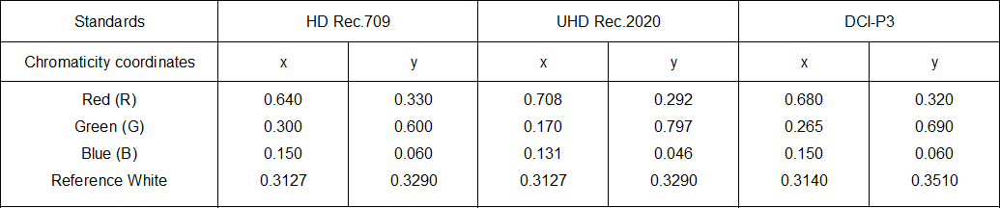 Standards HD Rec.709 UHD Rec.2020 DCI-P3
Chromaticity coordinates x y x y x y
Red (R) 0.640 0.330 0.708 0.292 0.680 0.320
Green (G) 0.300 0.600 0.170 0.797 0.265 0.690
Blue (B) 0.150 0.060 0.131 0.046 0.150 0.060
Reference White 0.3127 0.3290 0.3127 0.3290 0.3140 0.3510